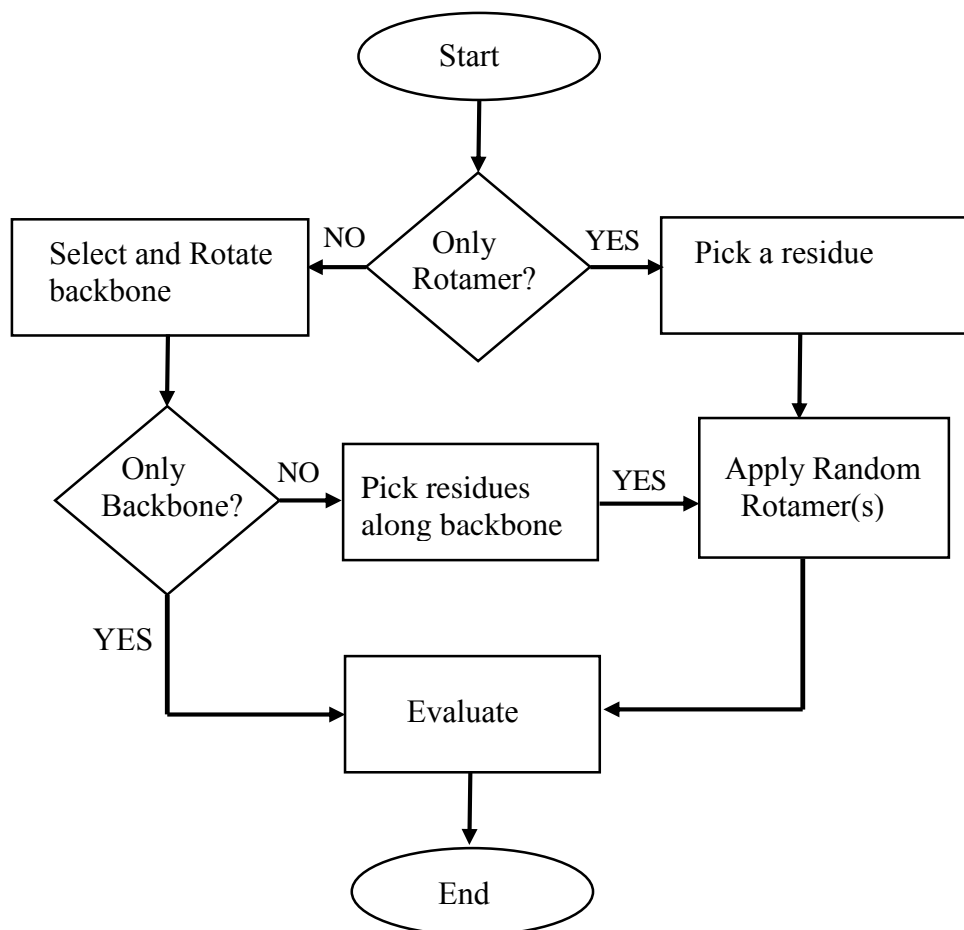 Start
Only
Rotamer?
NO
YES
Select and Rotate
backbone
Pick a residue
Only
Backbone?
NO
Pick residues
along backbone
YES
Apply Random
Rotamer(s)
YES
Evaluate
End